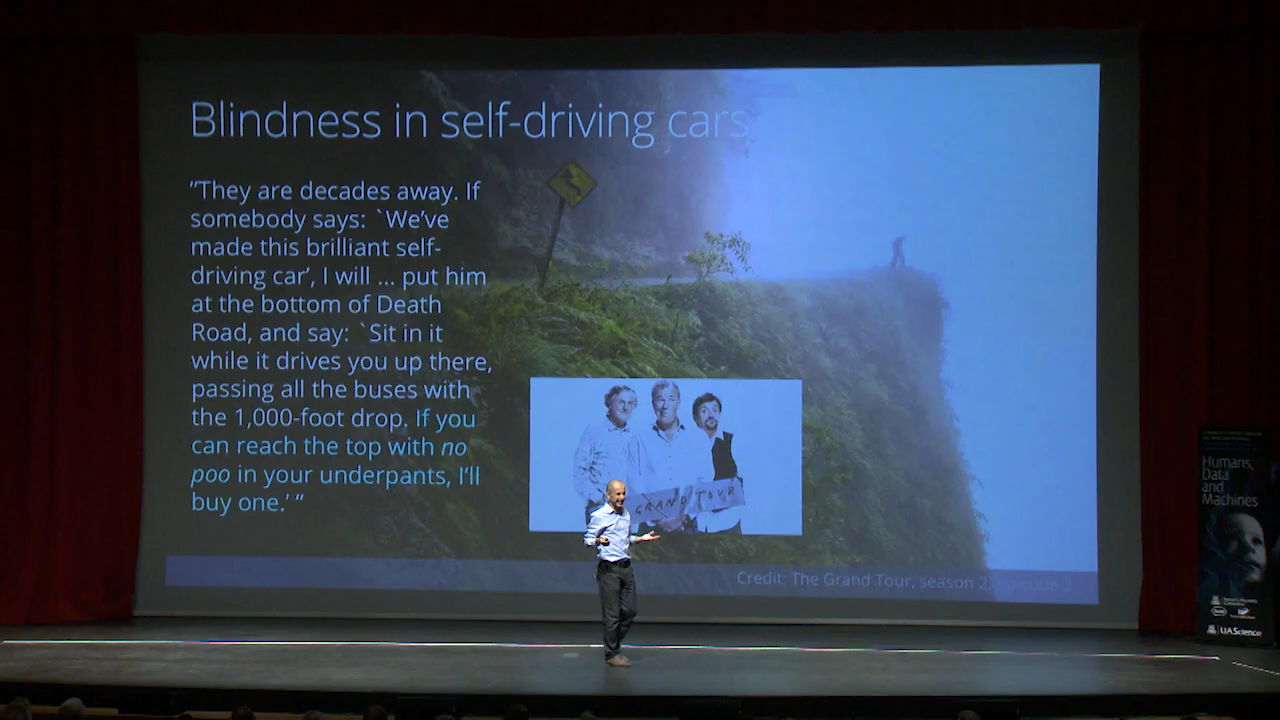 Blindness in self-driving cars
"They are decades away. If
somebody says: `We've
made this brilliant self-
driving car', I will ... put him
at the bottom of Death
Road, and say: `Sit in it
while it drives you up there,
passing all the buses with
the 1,000-foot drop. If you
can reach the top with no
poo in your underpants, I'll
buy one.' "
GRAND TOUR
Credit: The Grand Tour, season 2, episode 2
Humans,
Data
and
Machines
UA Science